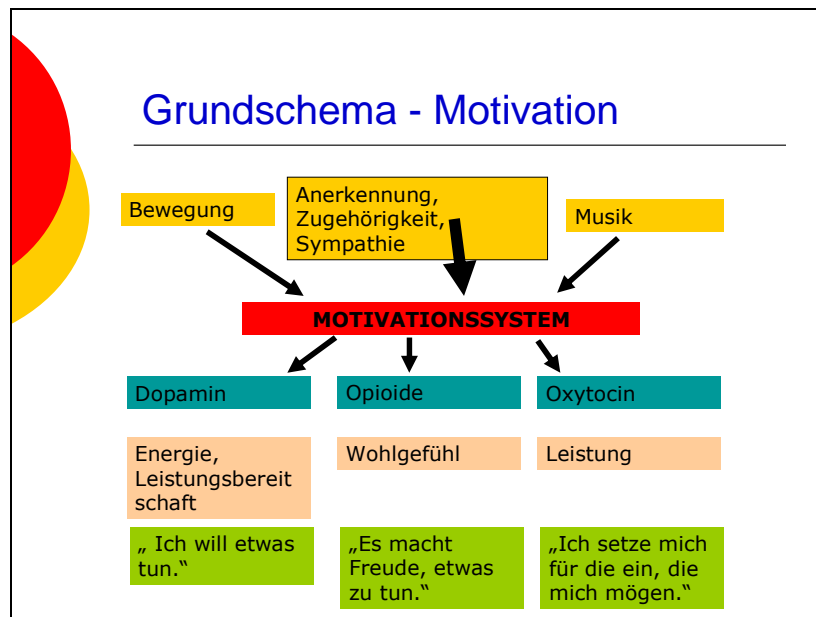 Grundschema - Motivation
Bewegung
Anerkennung,
Zugehörigkeit,
Sympathie
Musik
MOTIVATIONSSYSTEM
Dopamin
Opioide
Oxytocin
Energie,
Leistungsbereit
schaft
Wohlgefühl
Leistung
„ Ich will etwas
tun.“
„Es macht
Freude, etwas
zu tun.“
„Ich setze mich
für die ein, die
mich mögen.“